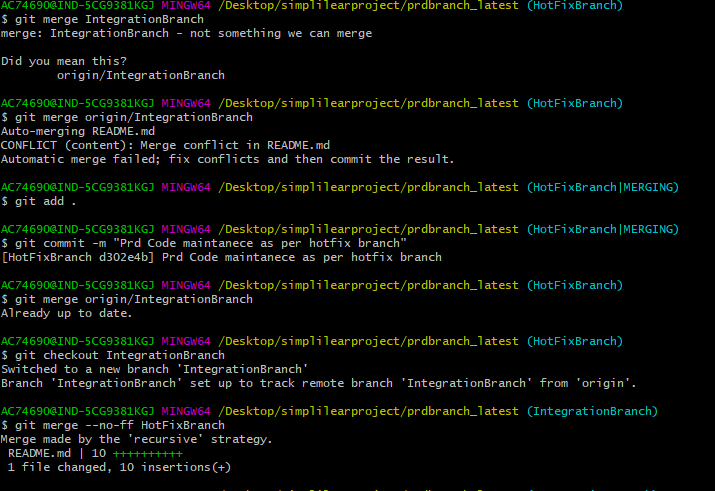 AC74690@IND-5CG9381KGJ MINGW64 /Desktop/simplilearproject/prdbranch_latest (HotFixBranch)
$ git merge IntegrationBranch
merge: IntegrationBranch - not something we can merge
Did you mean this?
origin/IntegrationBranch
AC74690@IND-5CG9381KGJ MINGW64 /Desktop/simplilearproject/prdbranch_latest (HotFixBranch)
$ git merge origin/IntegrationBranch
Auto-merging README.md
CONFLICT (content): Merge conflict in README.md
Automatic merge failed; fix conflicts and then commit the result.
AC74690@IND-5CG9381KGJ MINGW64 /Desktop/simplilearproject/prdbranch_latest (HotFixBranch|MERGING)
$ git add .
AC74690@IND-5CG9381KGJ MINGW64 /Desktop/simplilearproject/prdbranch_latest (HotFixBranch|MERGING)
$ git commit -m "Prd Code maintanece as per hotfix branch"
[HotFixBranch d302e4b] Prd Code maintanece as per hotfix branch
AC74690@IND-5CG9381KGJ MINGW64 /Desktop/simplilearproject/prdbranch_latest (HotFixBranch)
$ git merge origin/IntegrationBranch
Already up to date.
AC74690@IND-5CG9381KGJ MINGW64 /Desktop/simplilearproject/prdbranch_latest (HotFixBranch)
$ git checkout IntegrationBranch
Switched to a new branch 'IntegrationBranch'
Branch 'IntegrationBranch' set up to track remote branch 'IntegrationBranch' from 'origin'.
AC74690@IND-5CG9381KGJ MINGW64 /Desktop/simplilearproject/prdbranch_latest (IntegrationBranch)
$ git merge --no-ff HotFixBranch
Merge made by the 'recursive' strategy.
README.md | 10 ++++++++++
1 file changed, 10 insertions(+)